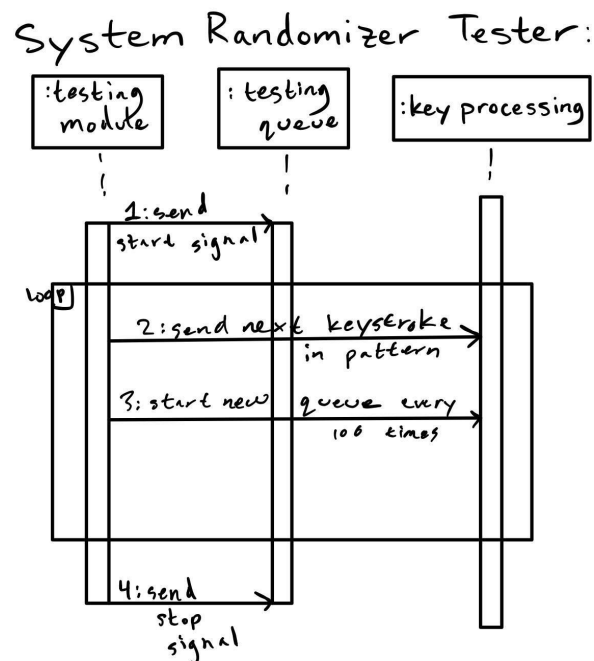 System Randomizer Tester:
:testing
module
: testing
queue
:key processing
1:send
start signal
loop
2:send next keystroke
in pattern
3:start new queue every
100 times
4:send
stop
signal